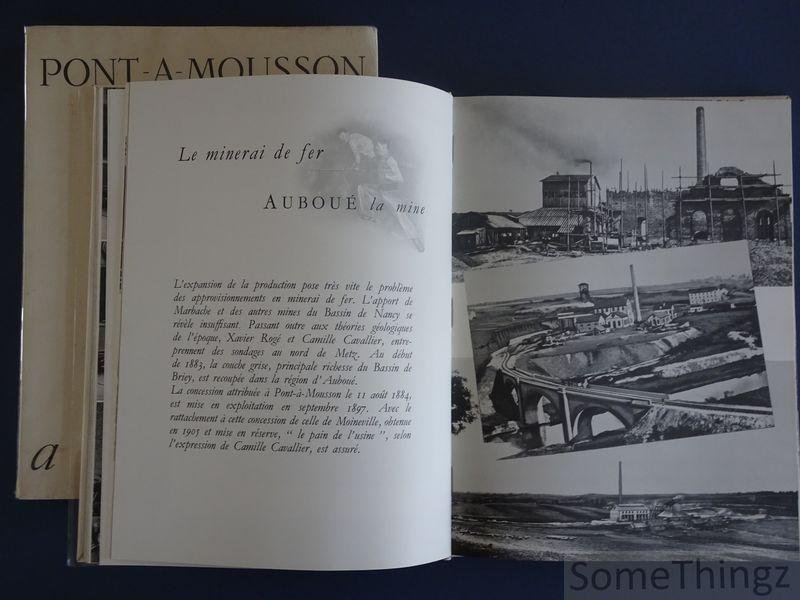 PONT-A-MOUSSON
a
Le minerai de fer
AUBOUÉ la mine
L'expansion de la production pose très vite le problème
des approvisionnements en minerai de fer. L'apport de
Marbache et des autres mines du Bassin de Nancy se
révèle insuffisant. Passant outre aux théories géologiques
de l'époque, Xavier Rogé et Camille Cavallier, entre-
prennent des sondages au nord de Metz. Au début
de 1883, la couche grise, principale richesse du Bassin de
Briey, est recoupée dans la région d'Auboué.
La concession attribuée à Pont-à-Mousson le 11 août 1884,
est mise en exploitation en septembre 1897. Avec le
rattachement à cette concession de celle de Moineville, obtenue
en 1905 et mise en réserve, “ le pain de l'usine ”, selon
l'expression de Camille Cavallier, est assuré.
SomeThingz